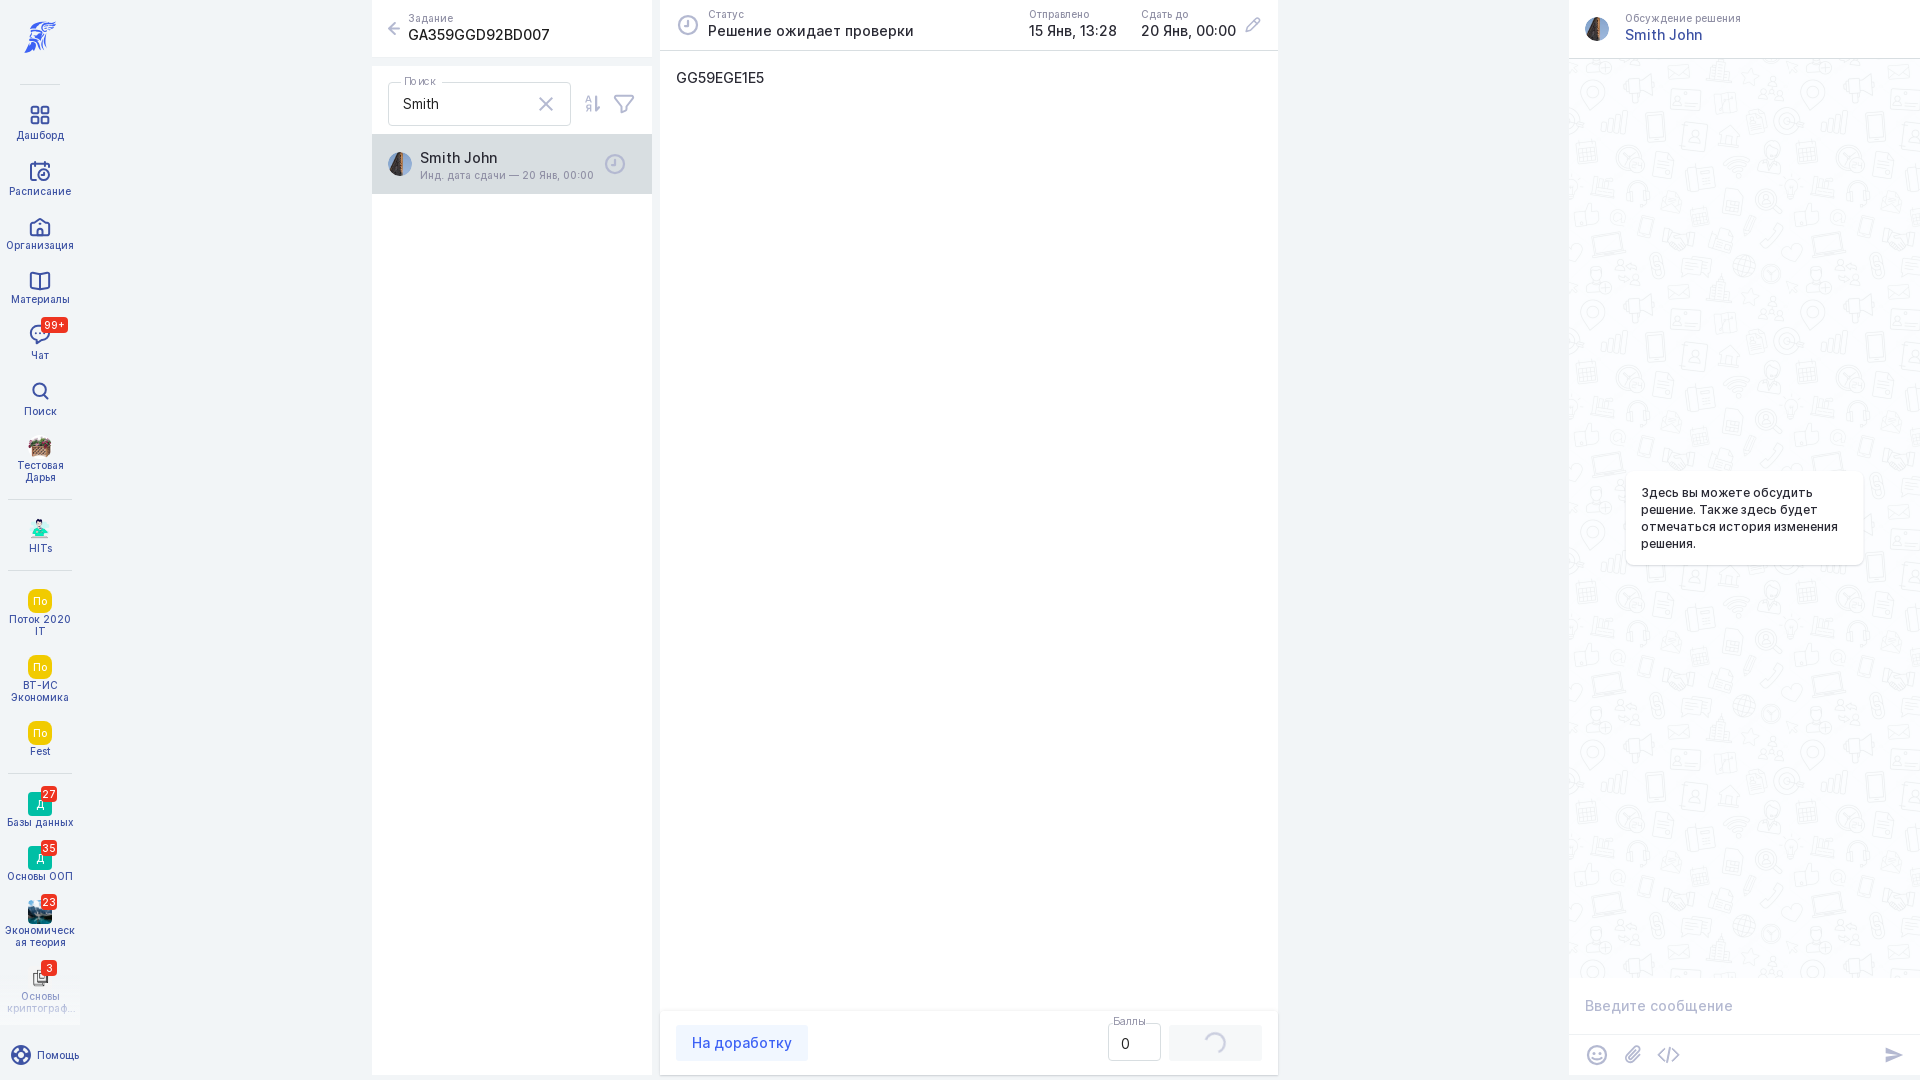 Дашборд
Расписание
Организация
Материалы
99+
Чат
Поиск
Тестовая
Дарья
HITs
По
Поток 2020
IT
По
ВТ-ИС
Экономика
По
Fest
27
Д
Базы данных
35
Д
Основы ООП
23
Экономическ
ая теория
3
Основы
криптограф...
Помощь
Задание
GA359GGD92BD007
Поиск
Smith
А
Я
Smith John
Инд. дата сдачи — 20 Янв, 00:00
Статус
Решение ожидает проверки
Отправлено
15 Янв, 13:28
Сдать до
20 Янв, 00:00
GG59EGE1E5
На доработку
Баллы
0
Обсуждение решения
Smith John
Здесь вы можете обсудить
решение. Также здесь будет
отмечаться история изменения
решения.
Введите сообщение